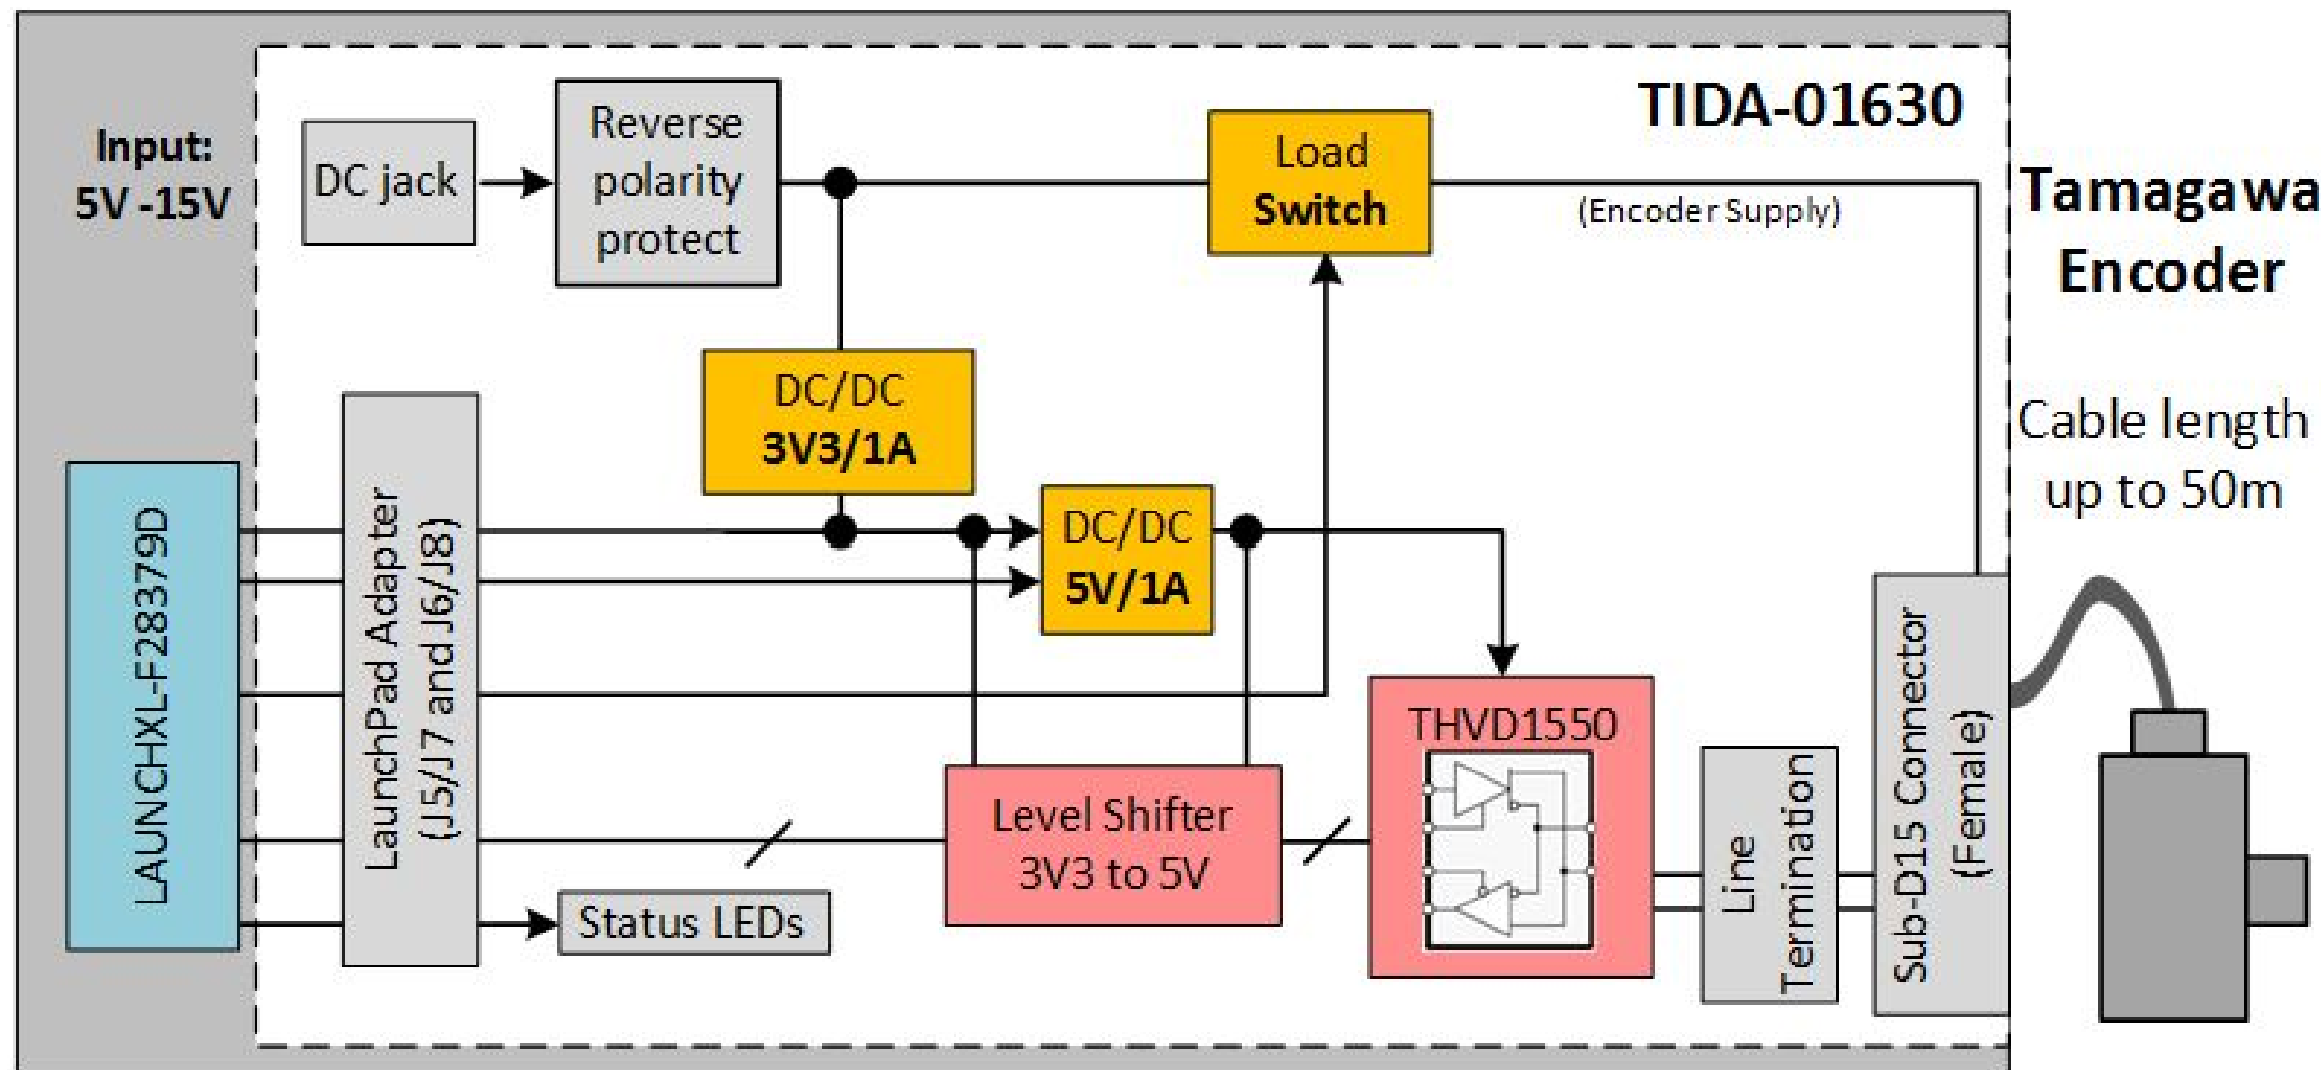 TIDA-01630
Input:
5V -15V
DC jack
Reverse
polarity
protect
Load
Switch
(Encoder Supply)
Tamagawa
Encoder
Cable length
up to 50m
DC/DC
3V3/1A
DC/DC
5V/1A
LAUNCHXL-F28379D
LaunchPad Adapter
(J5/J7 and J6/J8)
THVD1550
Level Shifter
3V3 to 5V
Status LEDs
Line
Termination
Sub-D15 Connector
(Female)